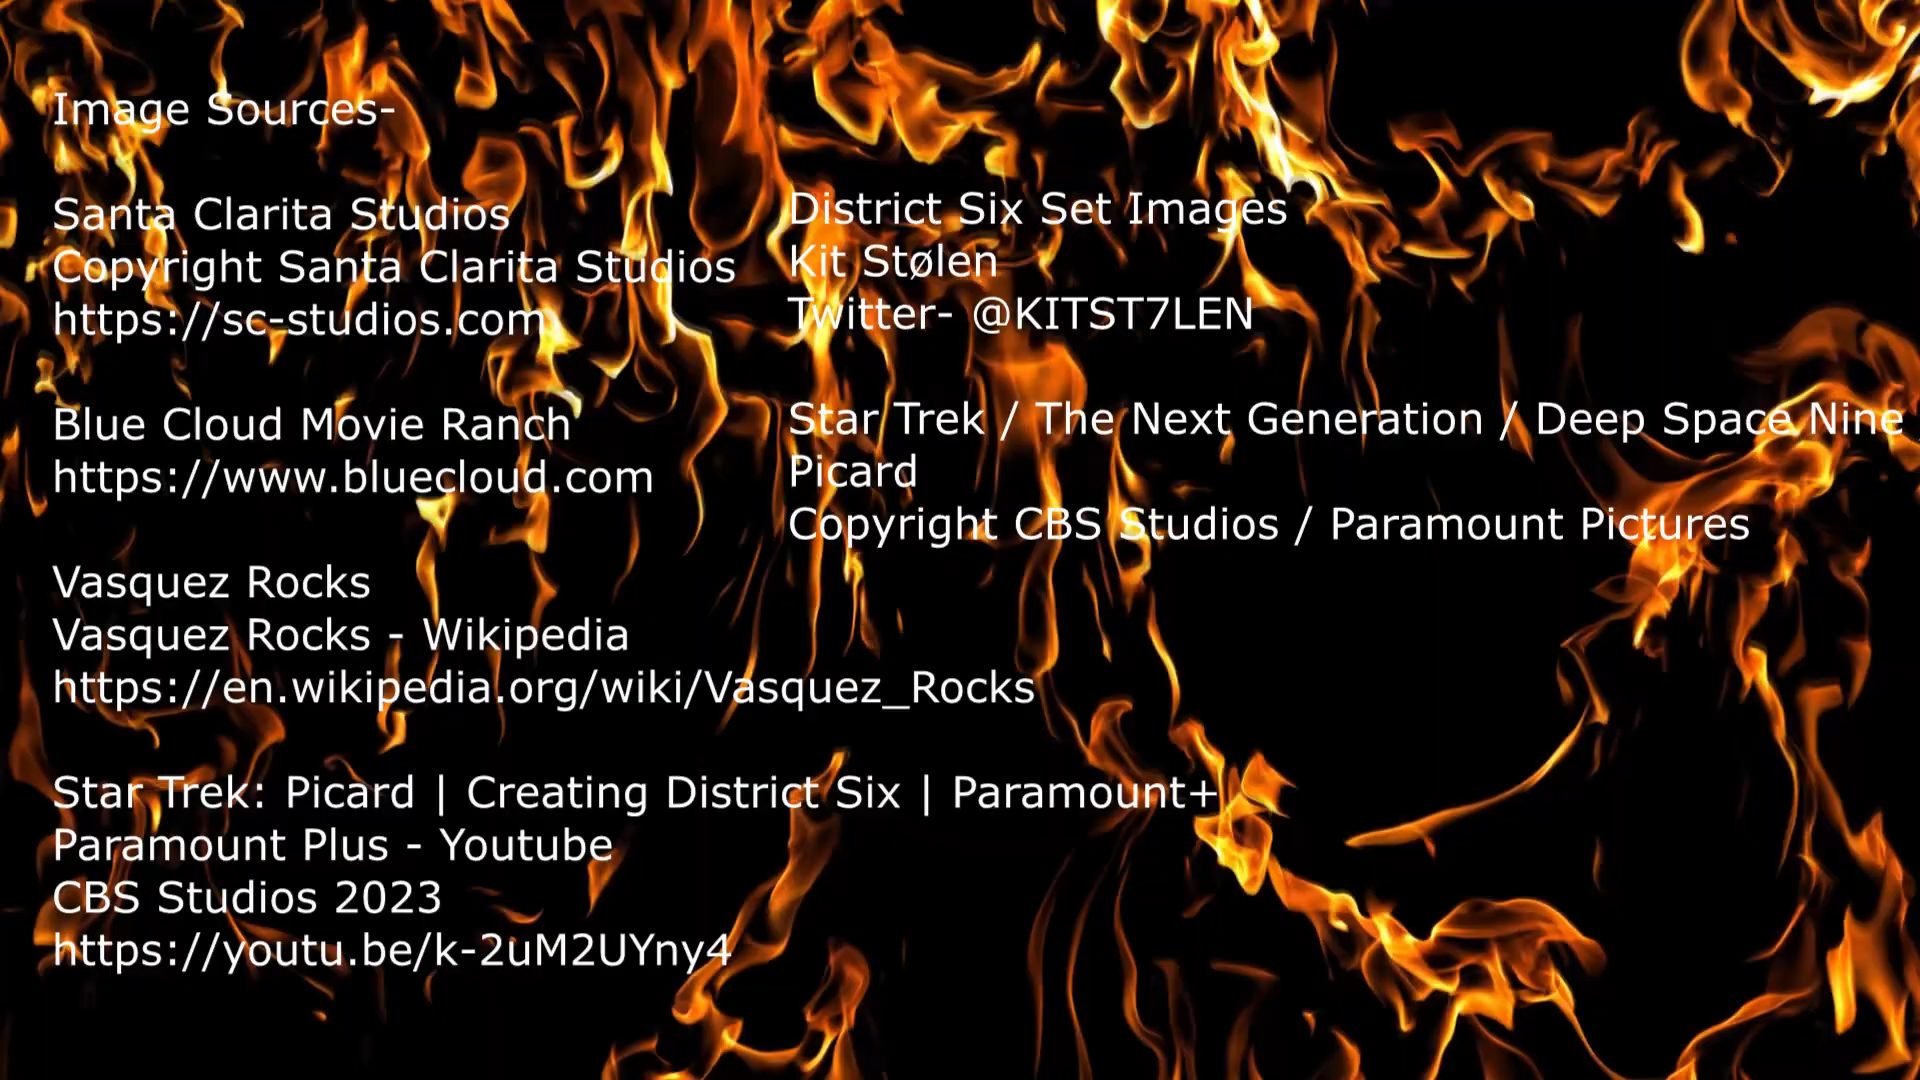 Image Sources-
Santa Clarita Studios
Copyright Santa Clarita Studios
https://sc-studios.com
Blue Cloud Movie Ranch
https://www.bluecloud.com
Vasquez Rocks
Vasquez Rocks - Wikipedia
https://en.wikipedia.org/wiki/Vasquez_Rocks
Star Trek: Picard | Creating District Six | Paramount+
Paramount Plus - Youtube
CBS Studios 2023
https://youtu.be/k-2uM2UYny4
District Six Set Images
Kit Stølen
Twitter- @KITST7LEN
Star Trek / The Next Generation / Deep Space Nine
Picard
Copyright CBS Studios / Paramount Pictures